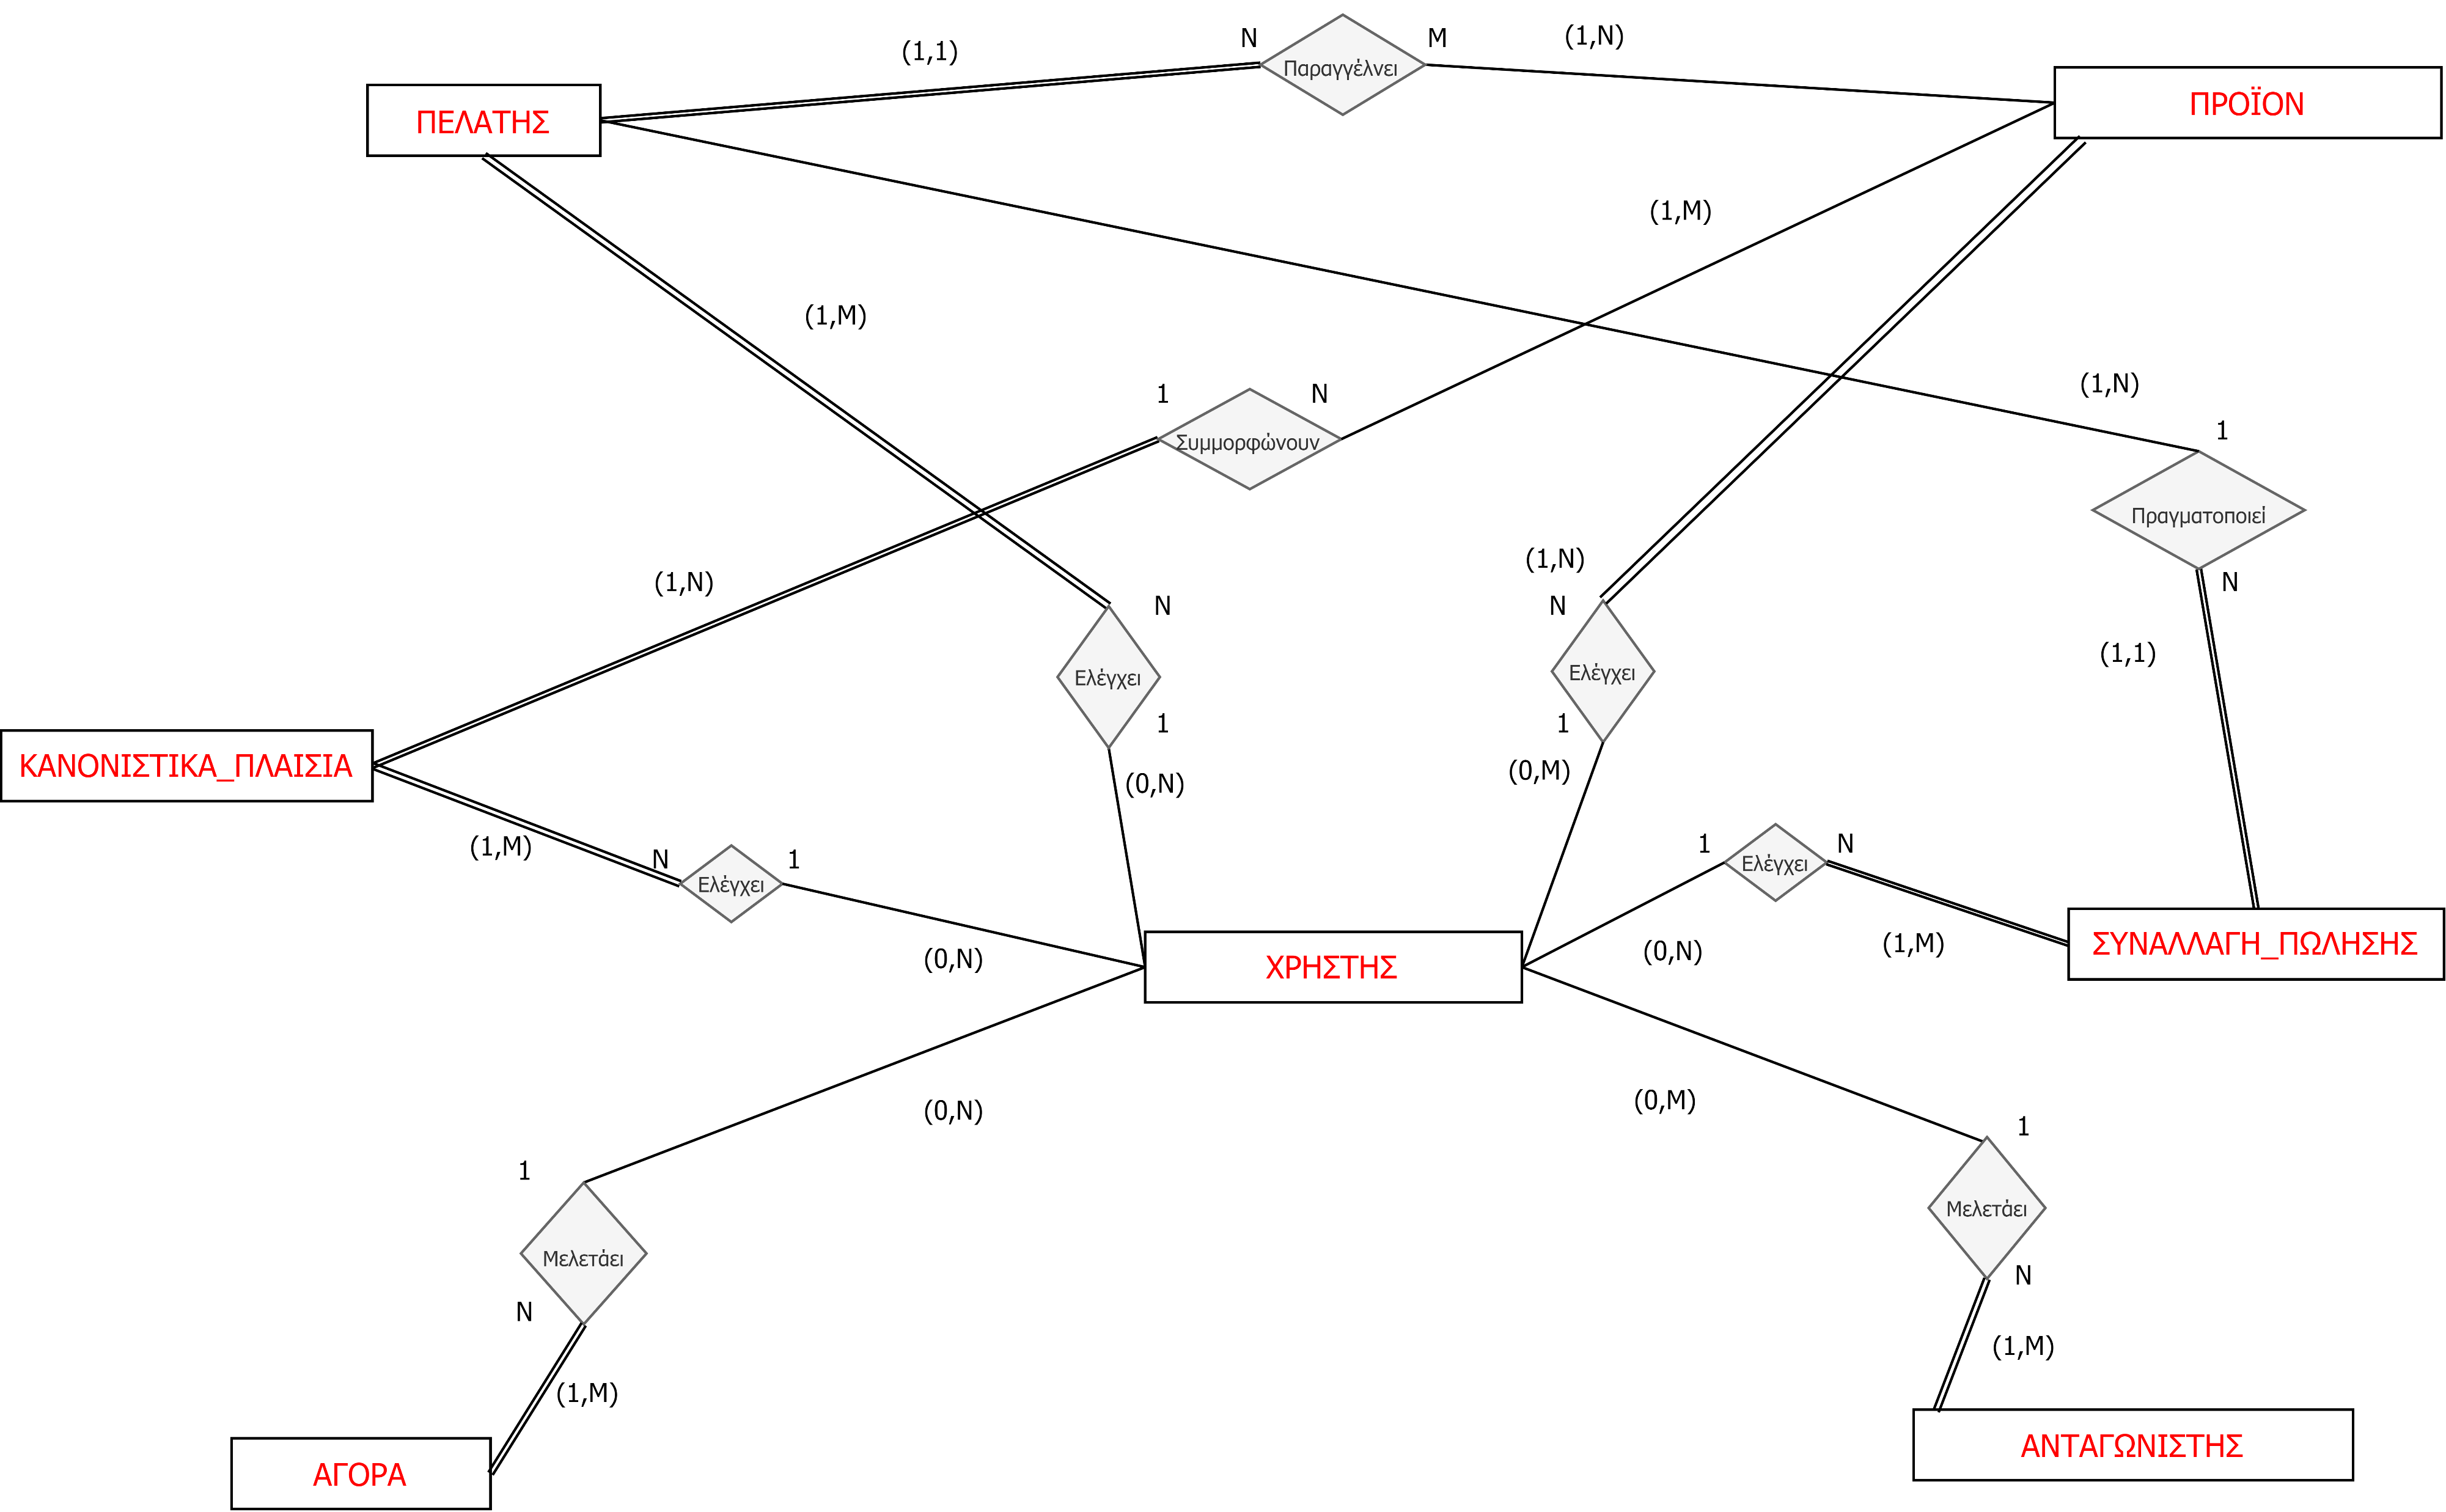 (1,1)
N
Παραγγέλνει
M
(1,N)
ΠΕΛΑΤΗΣ
ΠΡΟΪΟΝ
(1,M)
(1,M)
(1,N)
1
Συμμορφώνουν
N
1
Πραγματοποιεί
N
(1,N)
(1,N)
N
N
Ελέγχει
Ελέγχει
1
1
(1,1)
ΚΑΝΟΝΙΣΤΙΚΑ_ΠΛΑΙΣΙΑ
(0,N)
(0,M)
(1,M)
N
Ελέγχει
1
1
Ελέγχει
N
(0,N)
ΧΡΗΣΤΗΣ
(0,N)
(1,M)
ΣΥΝΑΛΛΑΓΗ_ΠΩΛΗΣΗΣ
(0,N)
(0,M)
1
1
Μελετάει
Μελετάει
N
N
(1,M)
(1,M)
ΑΓΟΡΑ
ΑΝΤΑΓΩΝΙΣΤΗΣ